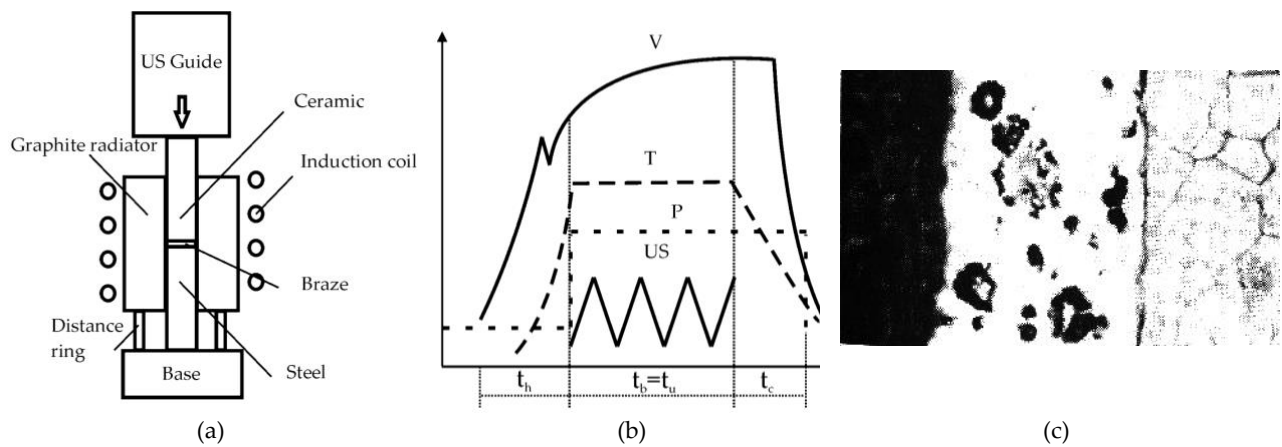 US Guide
Ceramic
Graphite radiator
Induction coil
Braze
Distance
ring
Steel
Base
(a)
V
T
P
US
t_h
t_b=t_u
t_c
(b)
(c)